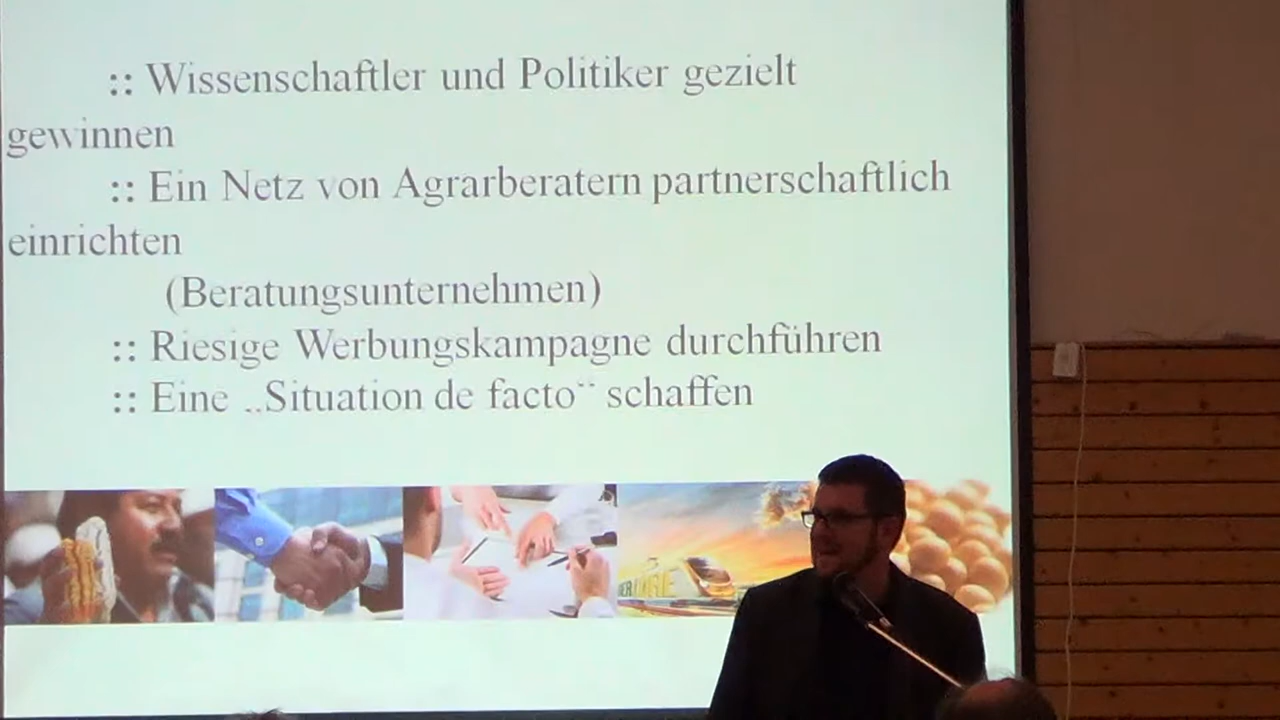 :: Wissenschaftler und Politiker gezielt
gewinnen
:: Ein Netz von Agrarberatern partnerschaftlich
einrichten
(Beratungsunternehmen)
:: Riesige Werbungskampagne durchführen
:: Eine „Situation de facto“ schaffen